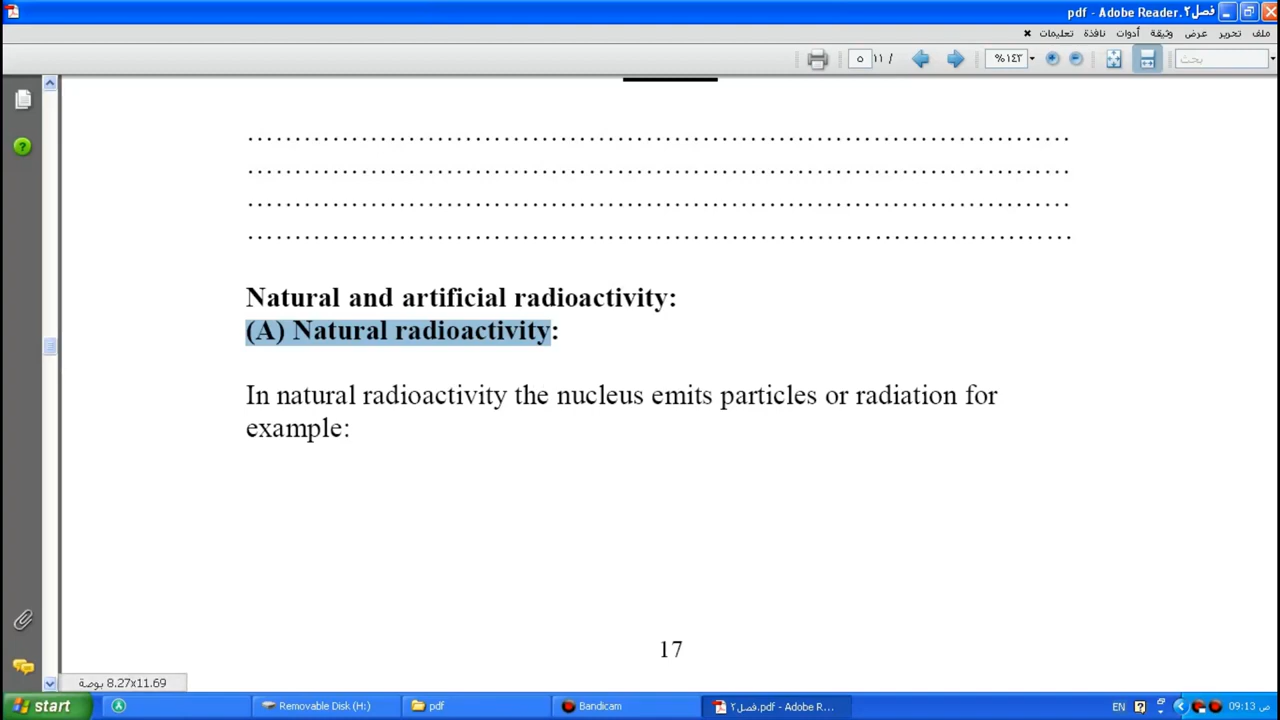 فصل٢.pdf - Adobe Reader
ملف تحرير عرض وثيقة أدوات نافذة تعليمات
٥ / ١١ ١٤٣% بحث
........................................................................................
........................................................................................
........................................................................................
........................................................................................
Natural and artificial radioactivity:
(A) Natural radioactivity:
In natural radioactivity the nucleus emits particles or radiation for
example:
17
8.27x11.69 بوصة
start Removable Disk (H:) pdf Bandicam فصل٢.pdf - Adobe R... EN 09:13 ص